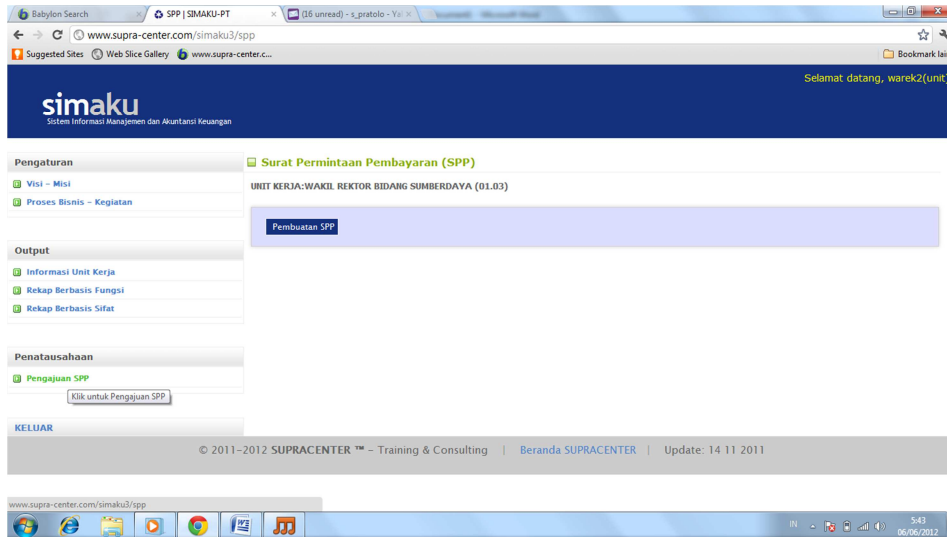 Babylon Search
SPP | SIMAKU-PT
(16 unread) - s_pratolo - Ya
www.supra-center.com/simaku3/spp
Suggested Sites
Web Slice Gallery
www.supra-center.c...
Bookmark lai
Selamat datang, warek2(unit
simaku
Sistem Informasi Manajemen dan Akuntansi Keuangan
Pengaturan
Visi – Misi
Proses Bisnis – Kegiatan
Output
Informasi Unit Kerja
Rekap Berbasis Fungsi
Rekap Berbasis Sifat
Penatausahaan
Pengajuan SPP
Klik untuk Pengajuan SPP
KELUAR
Surat Permintaan Pembayaran (SPP)
UNIT KERJA:WAKIL REKTOR BIDANG SUMBERDAYA (01.03)
Pembuatan SPP
© 2011-2012 SUPRACENTER ™ – Training & Consulting | Beranda SUPRACENTER | Update: 14 11 2011
www.supra-center.com/simaku3/spp
IN
5:43
06/06/2012